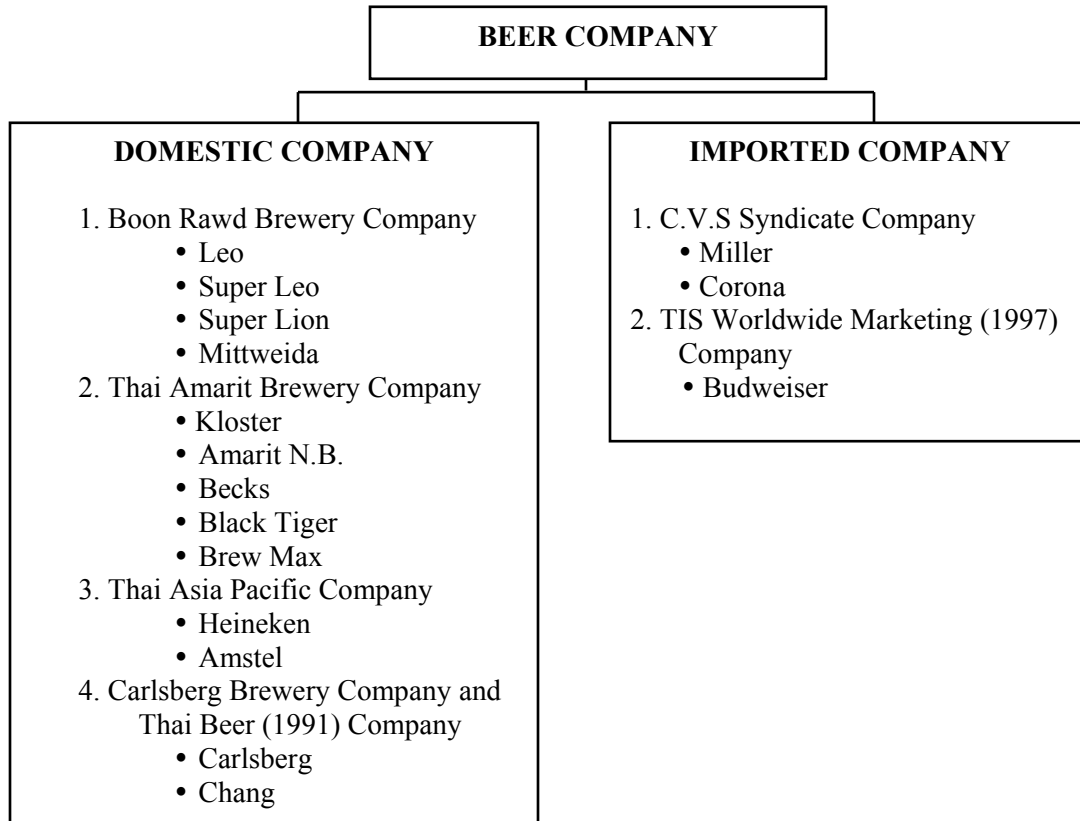 BEER COMPANY
DOMESTIC COMPANY
1. Boon Rawd Brewery Company
• Leo
• Super Leo
• Super Lion
• Mittweida
2. Thai Amarit Brewery Company
• Kloster
• Amarit N.B.
• Becks
• Black Tiger
• Brew Max
3. Thai Asia Pacific Company
• Heineken
• Amstel
4. Carlsberg Brewery Company and
Thai Beer (1991) Company
• Carlsberg
• Chang
IMPORTED COMPANY
1. C.V.S Syndicate Company
• Miller
• Corona
2. TIS Worldwide Marketing (1997)
Company
• Budweiser